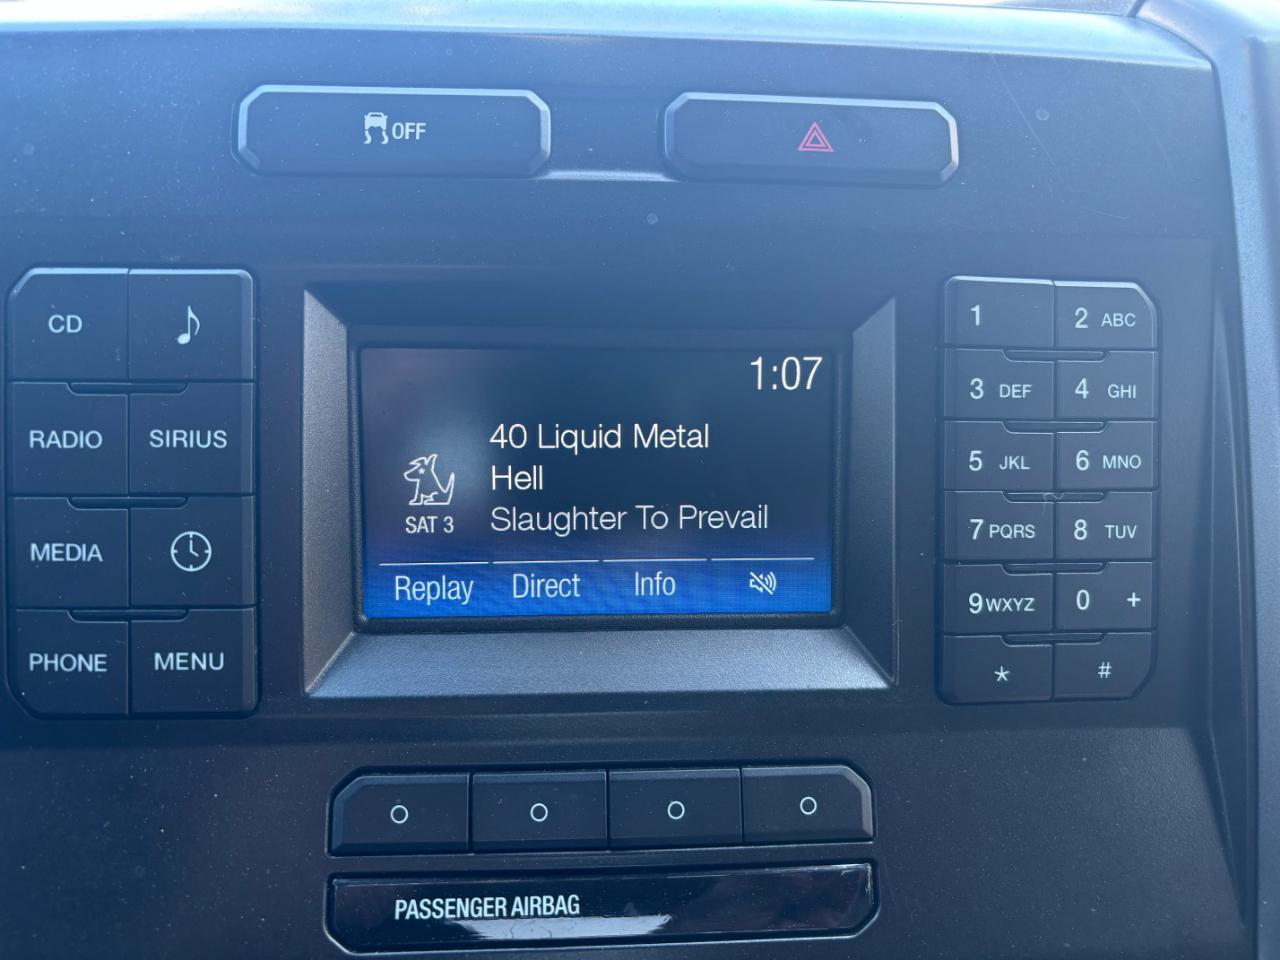 OFF
CD
RADIO SIRIUS
MEDIA
PHONE MENU
1:07
40 Liquid Metal
Hell
Slaughter To Prevail
SAT 3
Replay Direct Info
1 2 ABC
3 DEF 4 GHI
5 JKL 6 MNO
7 PQRS 8 TUV
9 WXYZ 0 +
* #
PASSENGER AIRBAG